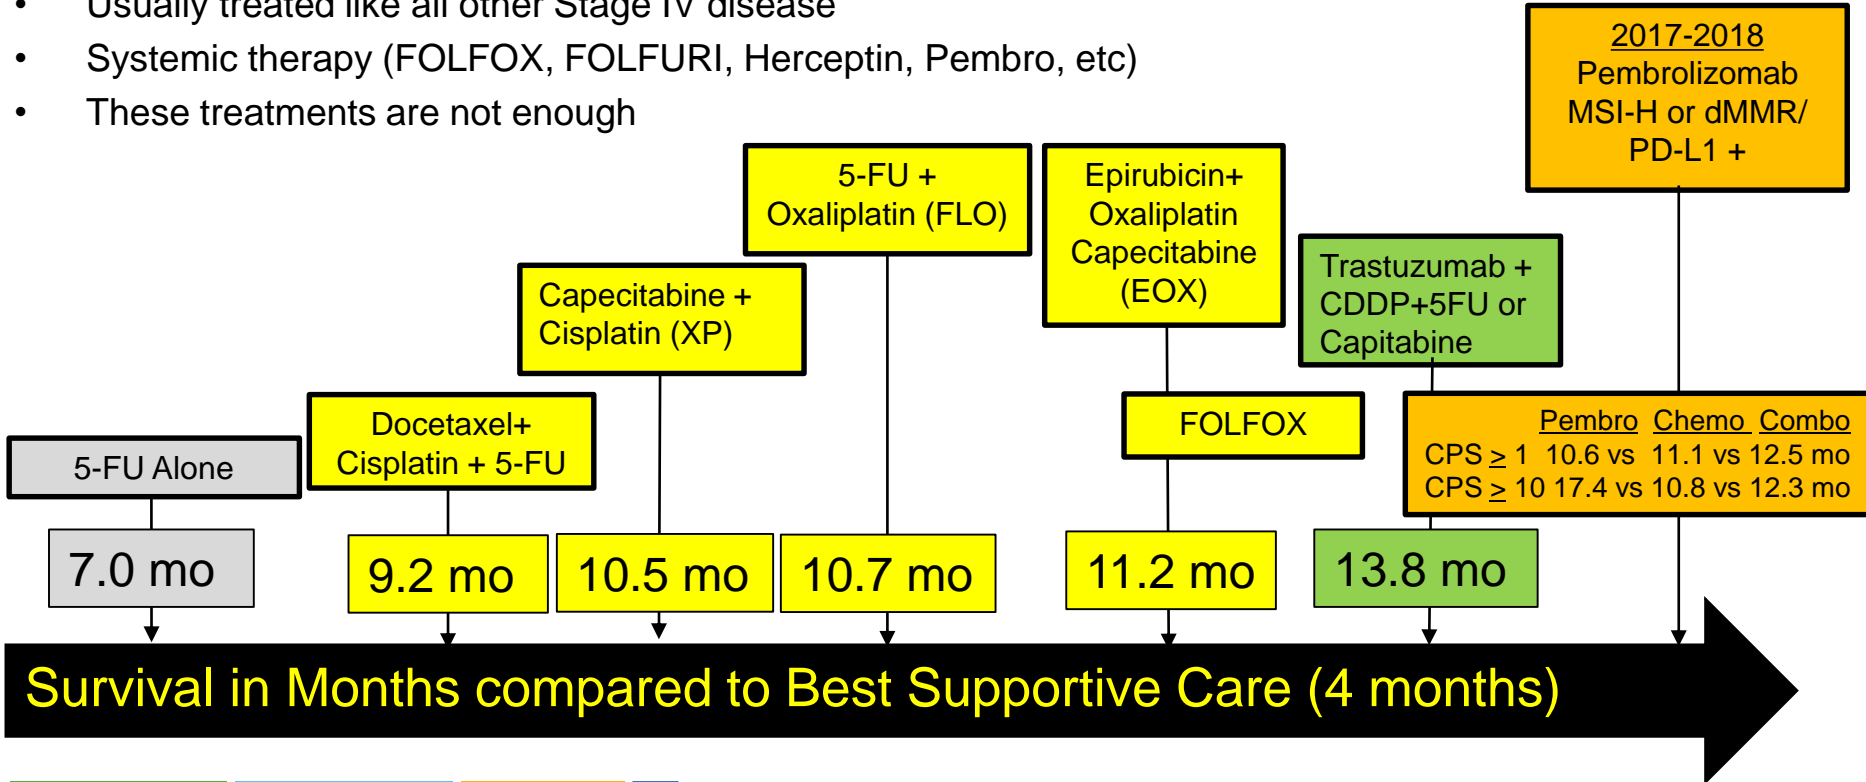 • Usually treated like all other Stage IV disease
• Systemic therapy (FOLFOX, FOLFURI, Herceptin, Pembro, etc)
• These treatments are not enough
2017-2018
Pembrolizomab
MSI-H or dMMR/
PD-L1 +
5-FU +
Oxaliplatin (FLO)
Epirubicin+
Oxaliplatin
Capecitabine
(EOX)
Trastuzumab +
CDDP+5FU or
Capitabine
Capecitabine +
Cisplatin (XP)
Docetaxel+
Cisplatin + 5-FU
FOLFOX
5-FU Alone
Pembro Chemo Combo
CPS ≥ 1 10.6 vs 11.1 vs 12.5 mo
CPS ≥ 10 17.4 vs 10.8 vs 12.3 mo
7.0 mo
9.2 mo
10.5 mo
10.7 mo
11.2 mo
13.8 mo
Survival in Months compared to Best Supportive Care (4 months)